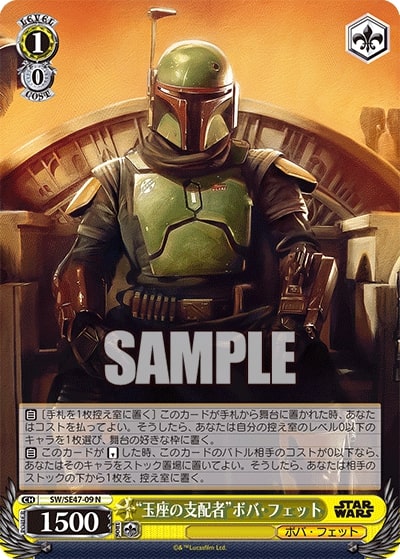 LEVEL
1
0
COST
SAMPLE
[手札を1枚控え室に置く] このカードが手札から舞台に置かれた時、あなた
はコストを払ってよい。そうしたら、あなたは自分の控え室のレベル0以下の
キャラを1枚選び、舞台の好きな枠に置く。
このカードが した時、このカードのバトル相手のコストが0以下なら、あな
たはそのキャラをストック置場に置いてよい。そうしたら、あなたは相手のス
トックの下から1枚を、控え室に置く。
CH SW/SE47-09 N
1500
“玉座の支配者”ボバ・フェット
STAR WARS
ボバ・フェット
©&™Lucasfilm Ltd.